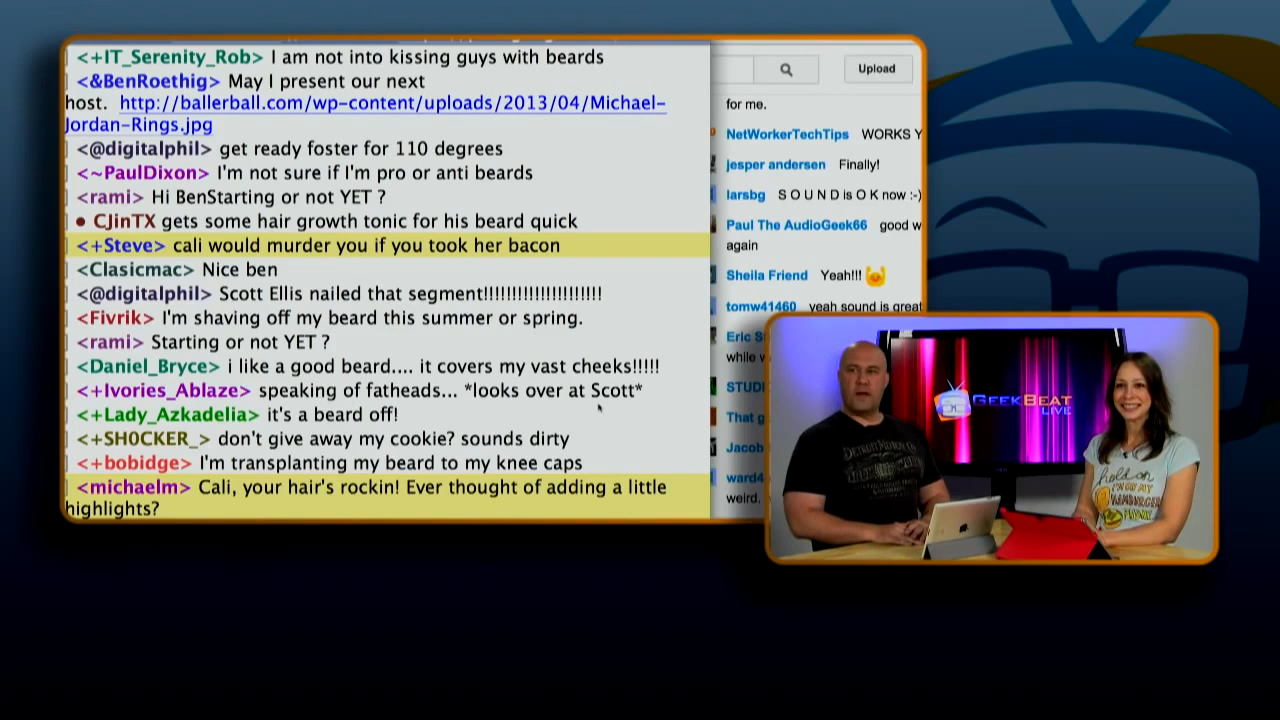 <+IT_Serenity_Rob> I am not into kissing guys with beards
<&BenRoethig> May I present our next
host. http://ballerball.com/wp-content/uploads/2013/04/Michael-
Jordan-Rings.jpg
<@digitalphil> get ready foster for 110 degrees
<~PaulDixon> I'm not sure if I'm pro or anti beards
<rami> Hi BenStarting or not YET ?
• CJinTX gets some hair growth tonic for his beard quick
<+Steve> cali would murder you if you took her bacon
<Clasicmac> Nice ben
<@digitalphil> Scott Ellis nailed that segment!!!!!!!!!!!!!!!!!!!!!
<Fivrik> I'm shaving off my beard this summer or spring.
<rami> Starting or not YET ?
<Daniel_Bryce> i like a good beard.... it covers my vast cheeks!!!!!
<+Ivories_Ablaze> speaking of fatheads... *looks over at Scott*
<+Lady_Azkadelia> it's a beard off!
<+SH0CKER_> don't give away my cookie? sounds dirty
<+bobidge> I'm transplanting my beard to my knee caps
<michaelm> Cali, your hair's rockin! Ever thought of adding a little
highlights?
Upload
for me.
NetWorkerTechTips WORKS Y
jesper andersen Finally!
larsbg S O U N D is O K now :-)
Paul The AudioGeek66 good w
again
Sheila Friend Yeah!!!
tomw41460 yeah sound is great
Eric St
while w
STUDI
That g
Jacob
ward4
weird.
GEEKBEAT
LIVE
hold on
I'm on my
HAMBURGER
PHONE